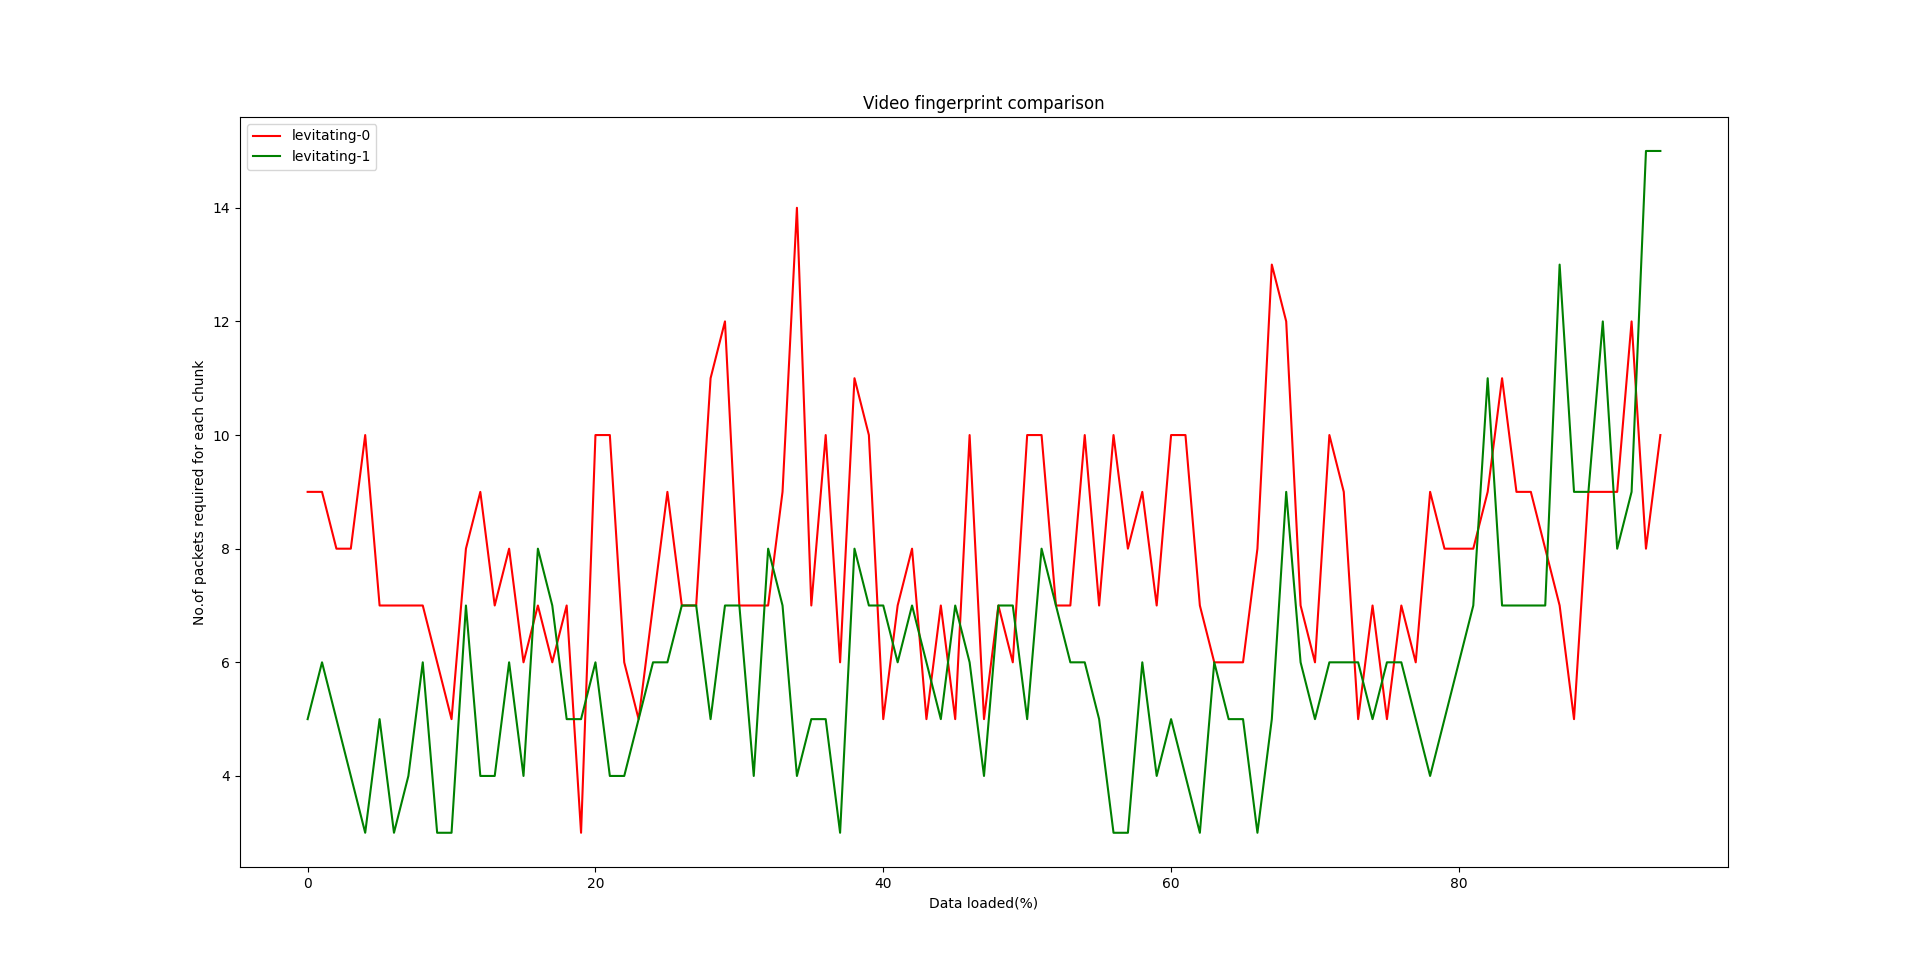 Video fingerprint comparison
levitating-0
levitating-1
No.of packets required for each chunk
14
12
10
8
6
4
0
20
40
60
80
Data loaded(%)